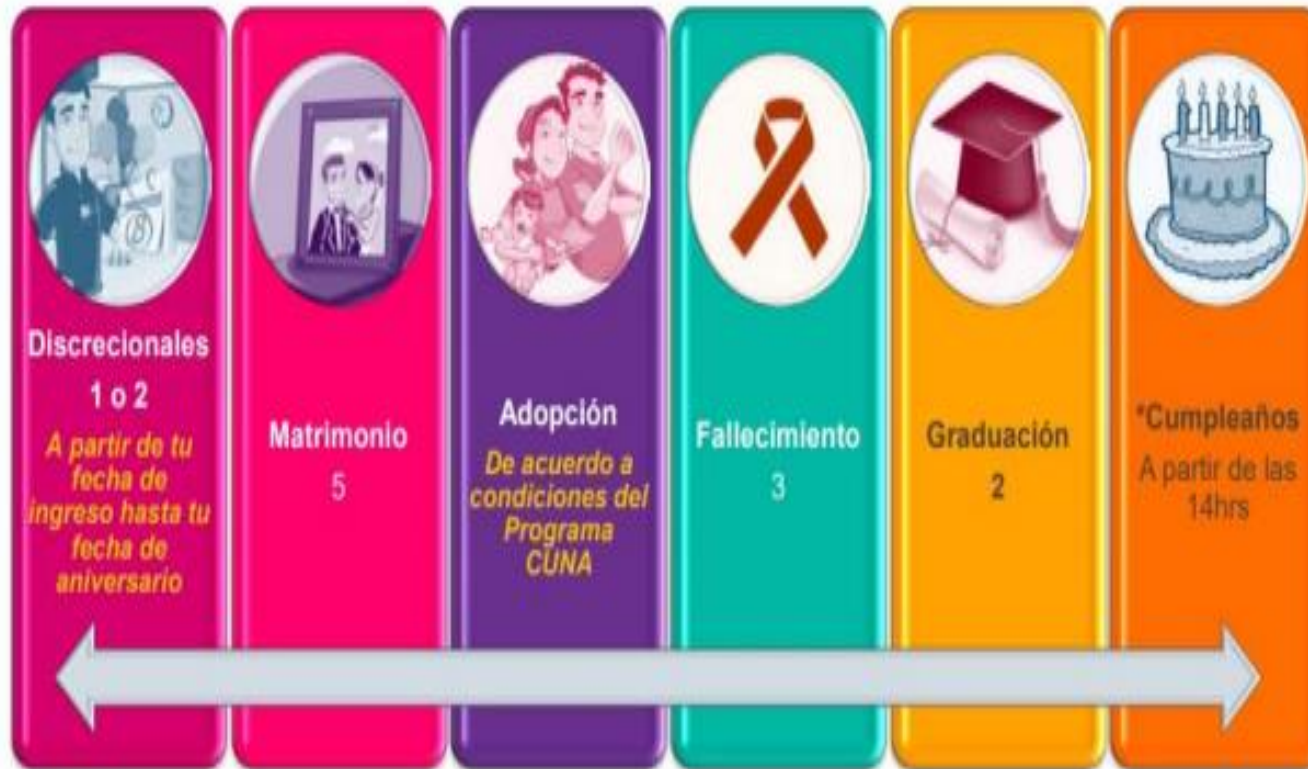 Discrecionales
1 o 2
A partir de tu
fecha de
ingreso hasta tu
fecha de
aniversario
Matrimonio
5
Adopción
De acuerdo a
condiciones del
Programa
CUNA
Fallecimiento
3
Graduación
2
*Cumpleaños
A partir de las
14hrs